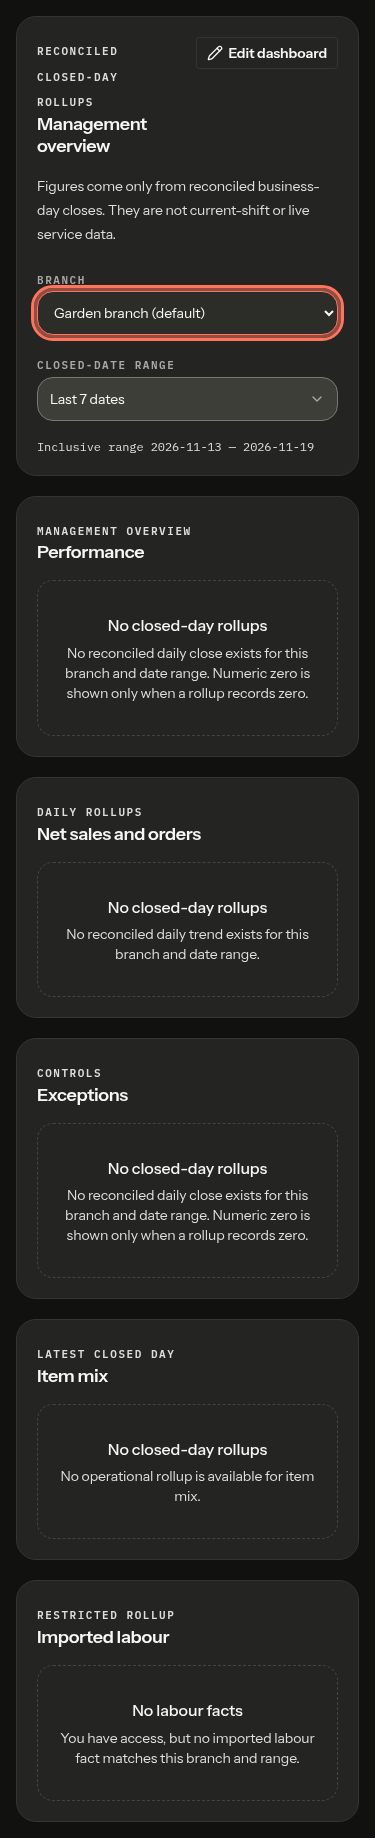 RECONCILED
CLOSED-DAY
ROLLUPS
Edit dashboard
Management
overview
Figures come only from reconciled business-
day closes. They are not current-shift or live
service data.
BRANCH
Garden branch (default)
CLOSED-DATE RANGE
Last 7 dates
Inclusive range 2026-11-13 — 2026-11-19
MANAGEMENT OVERVIEW
Performance
No closed-day rollups
No reconciled daily close exists for this
branch and date range. Numeric zero is
shown only when a rollup records zero.
DAILY ROLLUPS
Net sales and orders
No closed-day rollups
No reconciled daily trend exists for this
branch and date range.
CONTROLS
Exceptions
No closed-day rollups
No reconciled daily close exists for this
branch and date range. Numeric zero is
shown only when a rollup records zero.
LATEST CLOSED DAY
Item mix
No closed-day rollups
No operational rollup is available for item
mix.
RESTRICTED ROLLUP
Imported labour
No labour facts
You have access, but no imported labour
fact matches this branch and range.